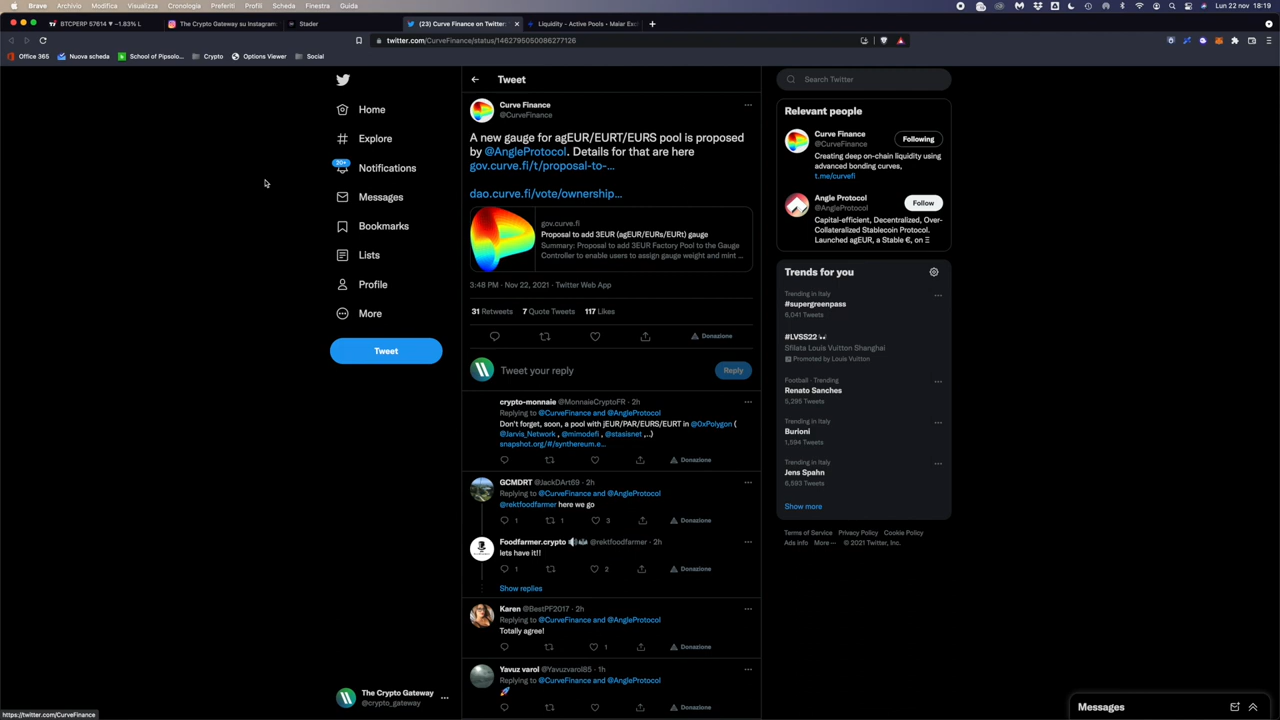 Brave Archivio Modifica Visualizza Cronologia Preferiti Profili Scheda Finestra Guida
Lun 22 nov 18:19
BTCPERP 57614 ▼ −1.83% L
The Crypto Gateway su Instagram
Stader
(23) Curve Finance on Twitter
Liquidity - Active Pools - Maiar Exc
twitter.com/CurveFinance/status/1462795050086277126
Office 365
Nuova scheda
School of Pipsolo...
Crypto
Options Viewer
Social
Home
Explore
20+
Notifications
Messages
Bookmarks
Lists
Profile
More
Tweet
The Crypto Gateway
@crypto_gateway
https://twitter.com/CurveFinance
Tweet
Curve Finance
@CurveFinance
A new gauge for agEUR/EURT/EURS pool is proposed
by @AngleProtocol. Details for that are here
gov.curve.fi/t/proposal-to-...
dao.curve.fi/vote/ownership...
gov.curve.fi
Proposal to add 3EUR (agEUR/EURs/EURt) gauge
Summary: Proposal to add 3EUR Factory Pool to the Gauge
Controller to enable users to assign gauge weight and mint ...
3:48 PM · Nov 22, 2021 · Twitter Web App
31 Retweets 7 Quote Tweets 117 Likes
Donazione
Tweet your reply
Reply
crypto-monnaie @MonnaieCryptoFR · 2h
Replying to @CurveFinance and @AngleProtocol
Don't forget, soon, a pool with jEUR/PAR/EURS/EURT in @0xPolygon (
@Jarvis_Network , @mimodefi , @stasisnet ,..)
snapshot.org/#/synthereum.e...
Donazione
GCMDRT @JackDArt69 · 2h
Replying to @CurveFinance and @AngleProtocol
@rektfoodfarmer here we go
1 1 3 Donazione
Foodfarmer.crypto @rektfoodfarmer · 2h
lets have it!!
1 2 Donazione
Show replies
Karen @BestPF2017 · 2h
Replying to @CurveFinance and @AngleProtocol
Totally agree!
1 Donazione
Yavuz varol @Yavuzvarol85 · 1h
Replying to @CurveFinance and @AngleProtocol
🚀
Donazione
Search Twitter
Relevant people
Curve Finance
@CurveFinance
Following
Creating deep on-chain liquidity using
advanced bonding curves,
t.me/curvefi
Angle Protocol
@AngleProtocol
Follow
Capital-efficient, Decentralized, Over-
Collateralized Stablecoin Protocol.
Launched agEUR, a Stable €, on Ξ
Trends for you
Trending in Italy
#supergreenpass
6,041 Tweets
#LVSS22
Sfilata Louis Vuitton Shanghai
Promoted by Louis Vuitton
Football · Trending
Renato Sanches
5,295 Tweets
Trending in Italy
Burioni
1,594 Tweets
Trending in Italy
Jens Spahn
6,593 Tweets
Show more
Terms of Service Privacy Policy Cookie Policy
Ads info More ··· © 2021 Twitter, Inc.
Messages